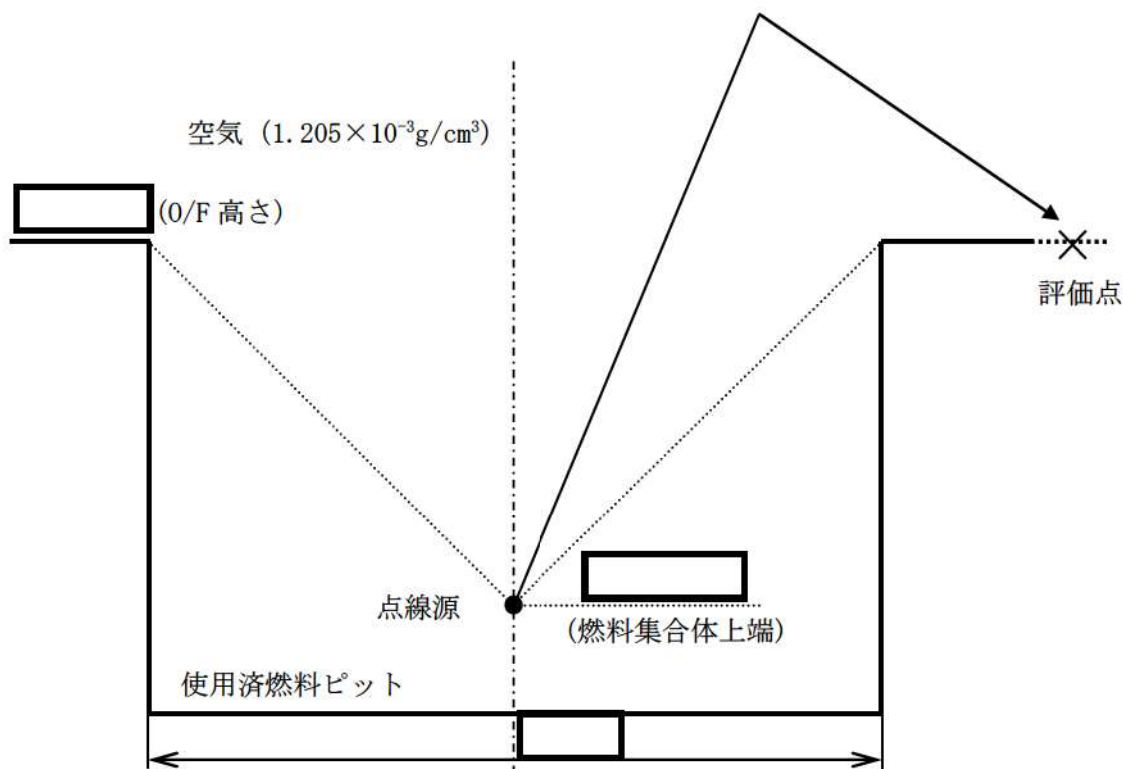 空気 (1.205×10⁻³g/cm³)
(O/F 高さ)
評価点
点線源
(燃料集合体上端)
使用済燃料ピット